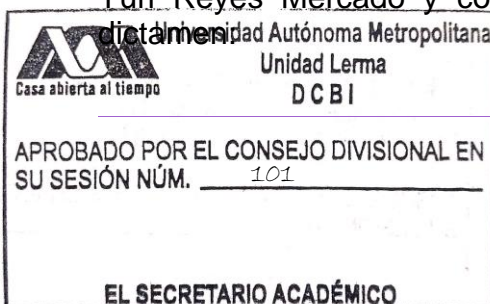 Yuri Reyes Mercado y co
dictamen:
Universidad Autónoma Metropolitana
Casa abierta al tiempo
Unidad Lerma
DCBI
APROBADO POR EL CONSEJO DIVISIONAL EN
SU SESIÓN NÚM. 101
EL SECRETARIO ACADÉMICO